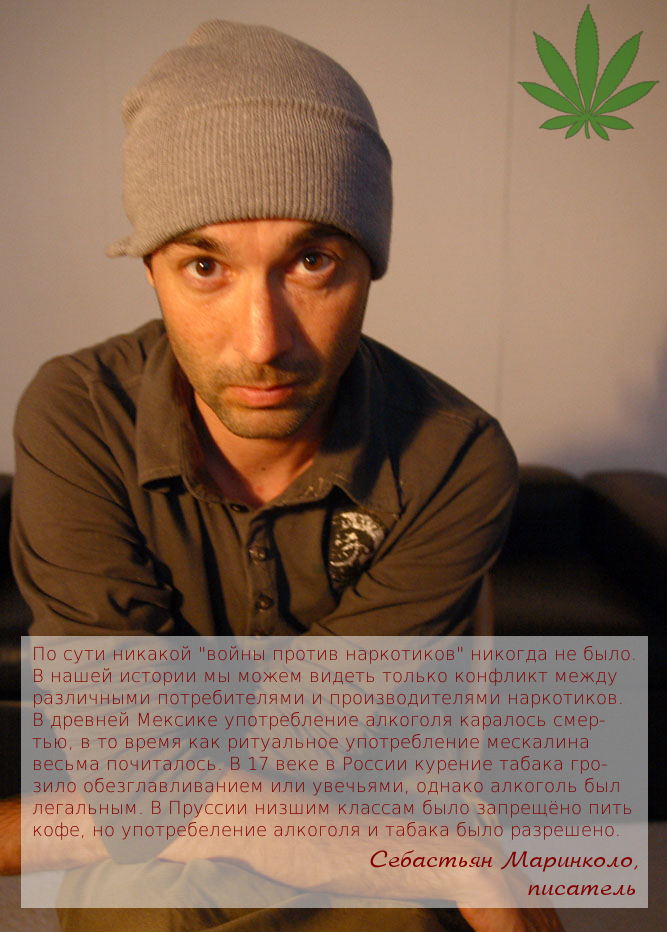 По сути никакой "войны против наркотиков" никогда не было.
В нашей истории мы можем видеть только конфликт между
различными потребителями и производителями наркотиков.
В древней Мексике употребление алкоголя каралось смер-
тью, в то время как ритуальное употребление мескалина
весьма почиталось. В 17 веке в России курение табака гро-
зило обезглавливанием или увечьями, однако алкоголь был
легальным. В Пруссии низшим классам было запрещёно пить
кофе, но употребеление алкоголя и табака было разрешено.
Себастьян Маринколо,
писатель